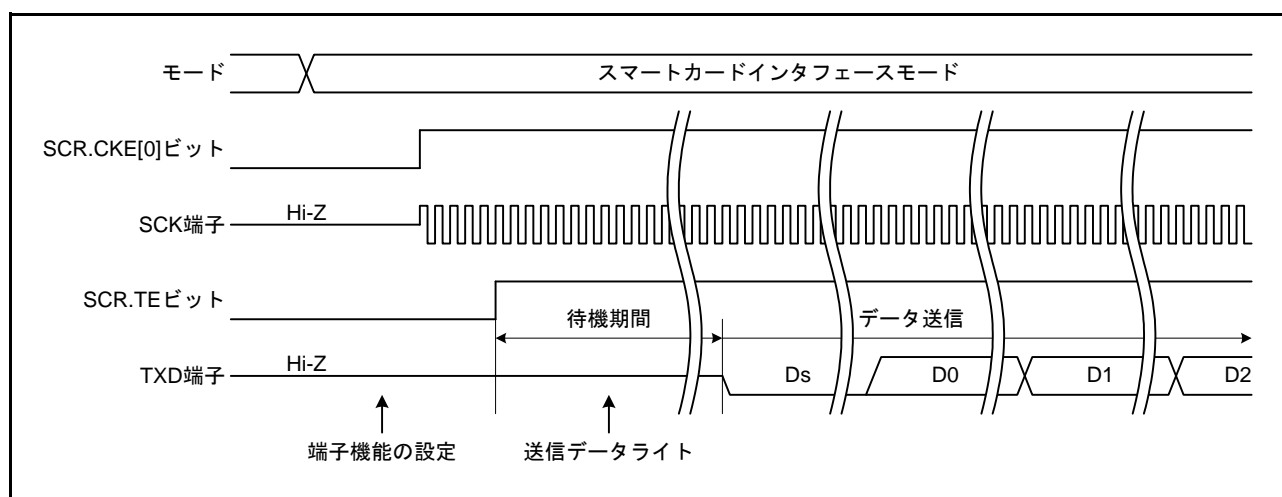 モード
スマートカードインタフェースモード
SCR.CKE[0]ビット
SCK端子
Hi-Z
SCR.TEビット
待機期間
データ送信
TXD端子
Hi-Z
Ds
D0
D1
D2
端子機能の設定
送信データライト